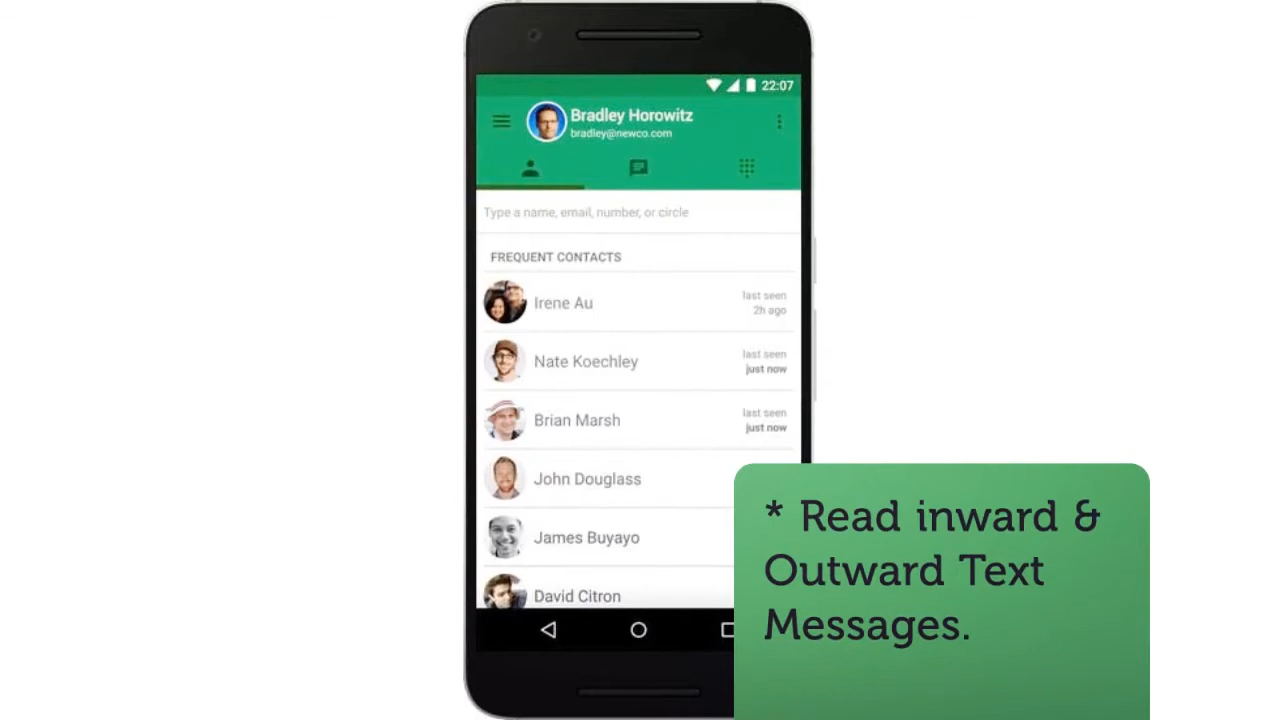 22:07
Bradley Horowitz
bradley@newco.com
Type a name, email, number, or circle
FREQUENT CONTACTS
Irene Au
last seen
2h ago
Nate Koechley
last seen
just now
Brian Marsh
last seen
just now
John Douglass
James Buyayo
David Citron
* Read inward &
Outward Text
Messages.